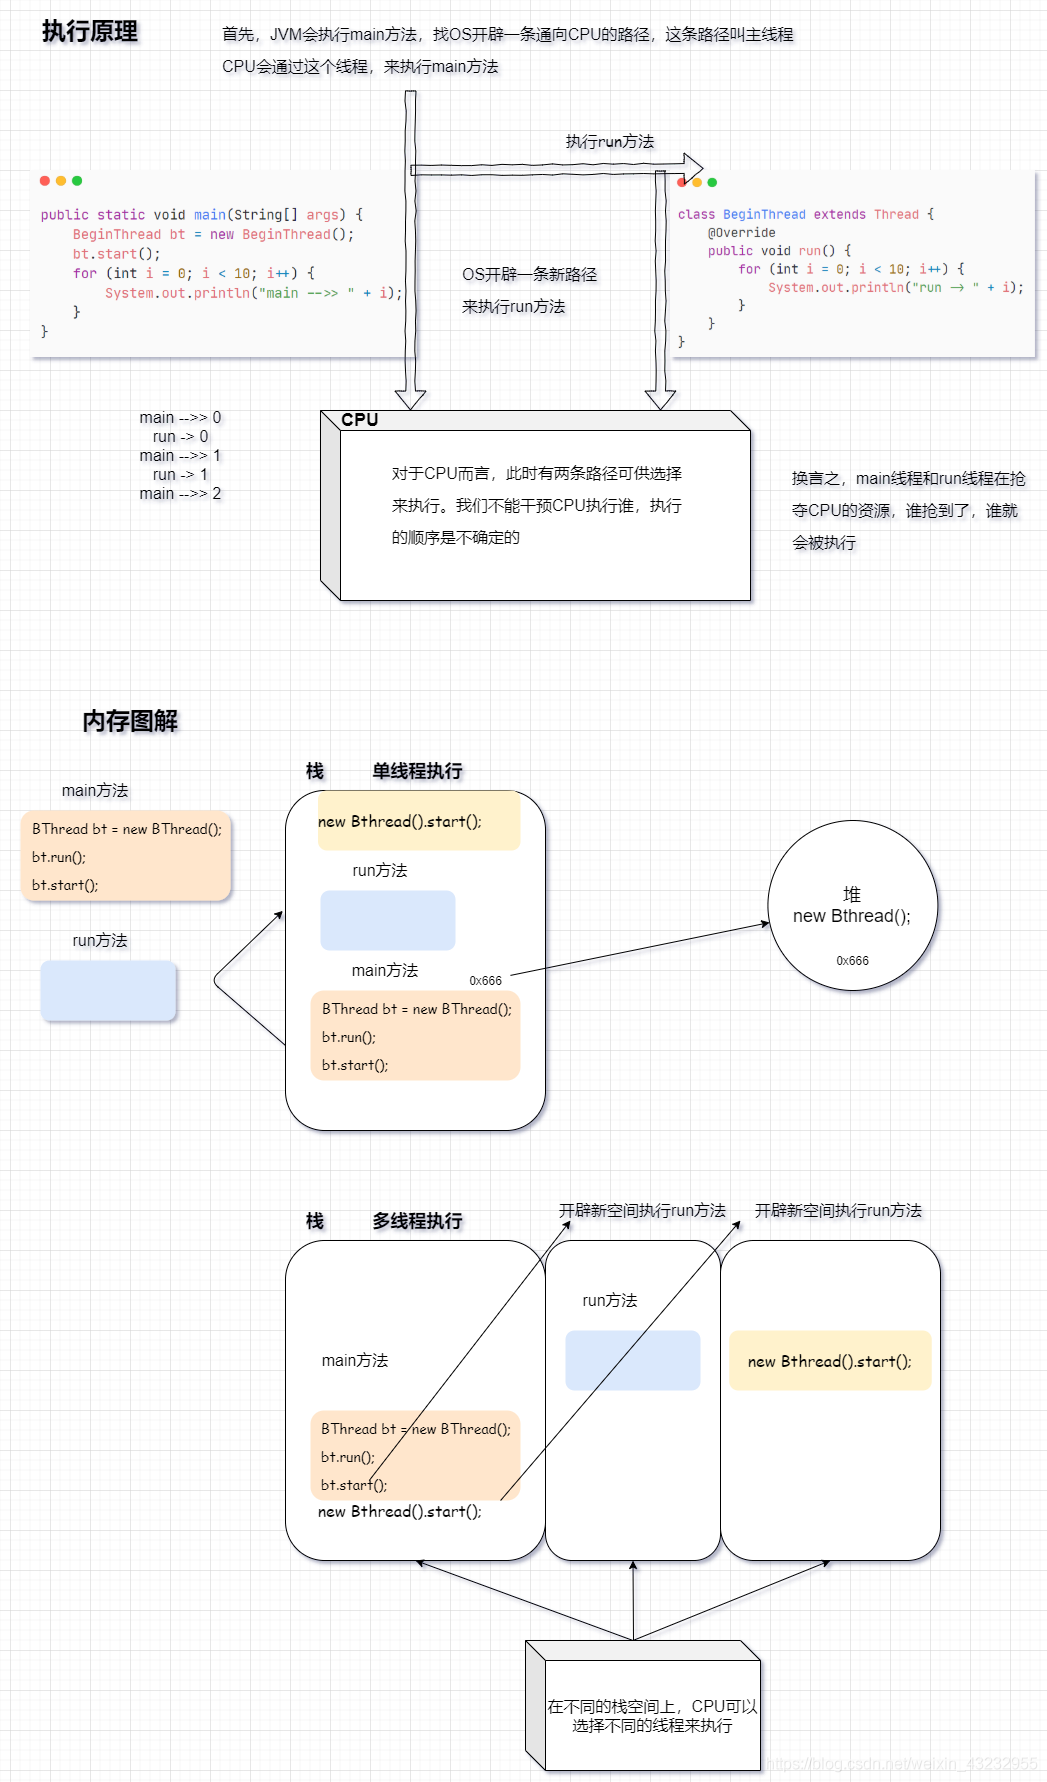 执行原理
首先，JVM会执行main方法，找OS开辟一条通向CPU的路径，这条路径叫主线程
CPU会通过这个线程，来执行main方法
执行run方法
public static void main(String[] args) {
BeginThread bt = new BeginThread();
bt.start();
for (int i = 0; i < 10; i++) {
System.out.println("main -->> " + i);
}
}
OS开辟一条新路径
来执行run方法
class BeginThread extends Thread {
@Override
public void run() {
for (int i = 0; i < 10; i++) {
System.out.println("run -> " + i);
}
}
}
main -->> 0
run -> 0
main -->> 1
run -> 1
main -->> 2
CPU
对于CPU而言，此时有两条路径可供选择
来执行。我们不能干预CPU执行谁，执行
的顺序是不确定的
换言之，main线程和run线程在抢
夺CPU的资源，谁抢到了，谁就
会被执行
内存图解
main方法
BThread bt = new BThread();
bt.run();
bt.start();
run方法
栈 单线程执行
new Bthread().start();
run方法
main方法
0x666
BThread bt = new BThread();
bt.run();
bt.start();
堆
new Bthread();
0x666
栈 多线程执行
开辟新空间执行run方法
开辟新空间执行run方法
main方法
BThread bt = new BThread();
bt.run();
bt.start();
new Bthread().start();
run方法
new Bthread().start();
在不同的栈空间上，CPU可以
选择不同的线程来执行
https://blog.csdn.net/weixin_43232955